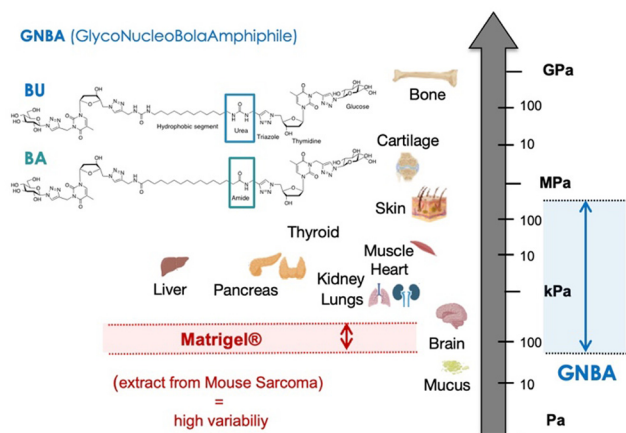 GNBA (GlycoNucleoBolaAmphiphile)
BU
Hydrophobic segment
Urea
Triazole
Thymidine
Glucose
BA
Amide
Bone
Cartilage
Skin
Thyroid
Muscle
Heart
Liver
Pancreas
Kidney
Lungs
Matrigel®
Brain
(extract from Mouse Sarcoma)
=
high variabiliy
Mucus
GPa
100
10
MPa
100
10
kPa
100
10
Pa
GNBA